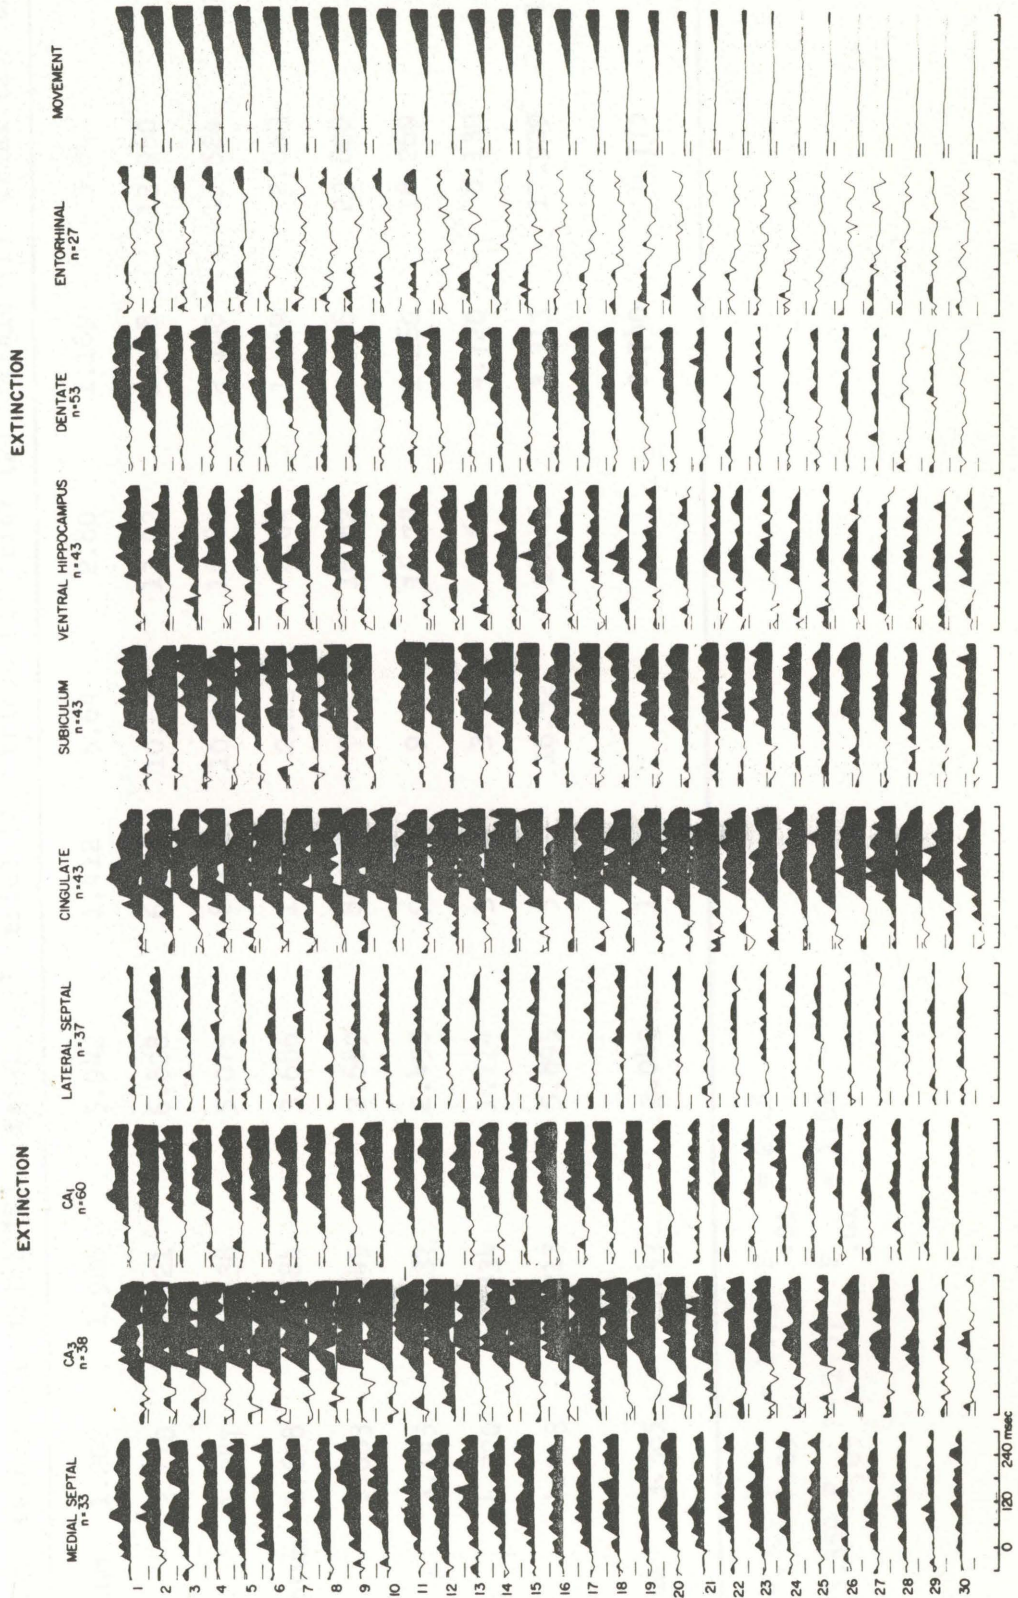 EXTINCTION
EXTINCTION
MEDIAL SEPTAL
n=33
CA3
n=38
CA1
n=60
LATERAL SEPTAL
n=37
CINGULATE
n=43
SUBICULUM
n=43
VENTRAL HIPPOCAMPUS
n=43
DENTATE
n=53
ENTORHINAL
n=27
MOVEMENT
1
2
3
4
5
6
7
8
9
10
11
12
13
14
15
16
17
18
19
20
21
22
23
24
25
26
27
28
29
30
0 120 240 msec